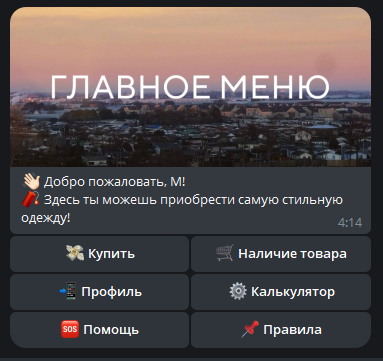 ГЛАВНОЕ МЕНЮ
👋🏻 Добро пожаловать, М!
🧧 Здесь ты можешь приобрести самую стильную
одежду!
4:14
💸 Купить
🛒 Наличие товара
📲 Профиль
⚙️ Калькулятор
🆘 Помощь
📌 Правила